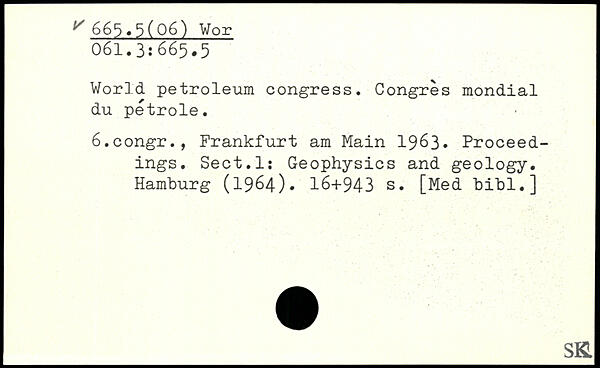 665.5(06) Wor
061.3:665.5
World petroleum congress. Congrès mondial
du pétrole.
6.congr., Frankfurt am Main 1963. Proceed-
ings. Sect.1: Geophysics and geology.
Hamburg (1964). 16+943 s. [Med bibl.]